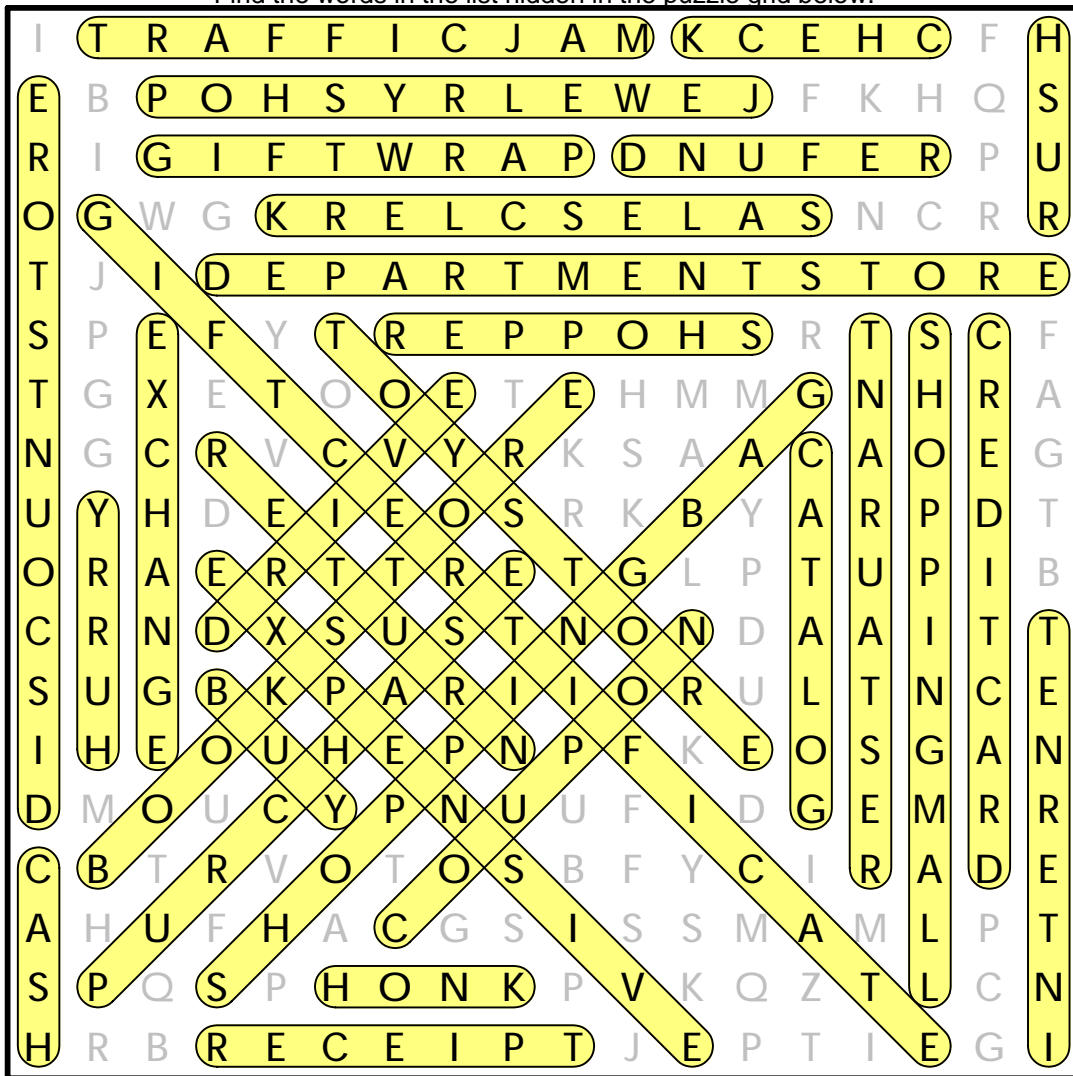 Find the words in the list hidden in the puzzle grid below.
I T R A F F I C J A M K C E H C F H
E B P O H S Y R L E W E J F K H Q S
R I G I F T W R A P D N U F E R P U
O G W G K R E L C S E L A S N C R R
T J I D E P A R T M E N T S T O R E
S P E F Y T R E P P O H S R T S C F
T G X E T O O E T E H M M G N H R A
N G C R V C V Y R K S A A C A O E G
U Y H D E I E O S R K B Y A R P D T
O R A E R T T R E T G L P T U P I B
C R N D X S U S T N O N D A A I T T
S U G B K P A R I I O R U L T N C E
I H E O U H E P N P F K E O S G A N
D M O U C Y P N U U F I D G E M R R
C B T R V O T O S B F Y C I R A D E
A H U F H A C G S I S S M A M L P T
S P Q S P H O N K P V K Q Z T L C N
H R B R E C E I P T J E P T I E G I